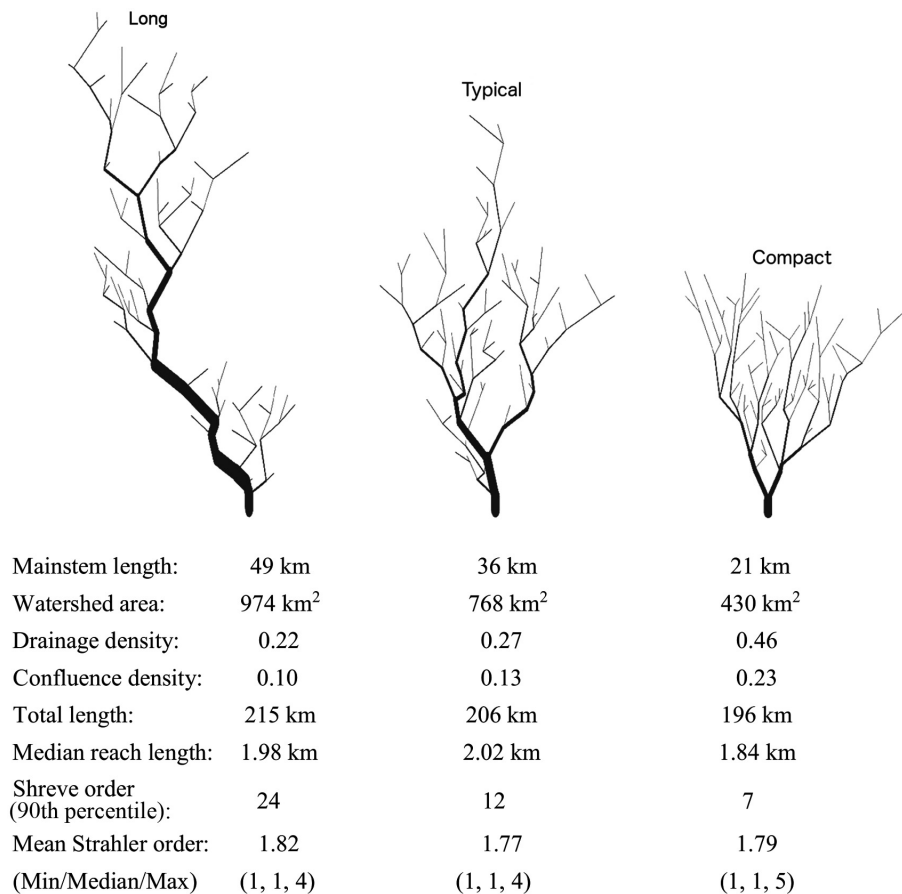 Long
Typical
Compact
Mainstem length: 49 km 36 km 21 km
Watershed area: 974 km² 768 km² 430 km²
Drainage density: 0.22 0.27 0.46
Confluence density: 0.10 0.13 0.23
Total length: 215 km 206 km 196 km
Median reach length: 1.98 km 2.02 km 1.84 km
Shreve order
(90th percentile): 24 12 7
Mean Strahler order: 1.82 1.77 1.79
(Min/Median/Max) (1, 1, 4) (1, 1, 4) (1, 1, 5)